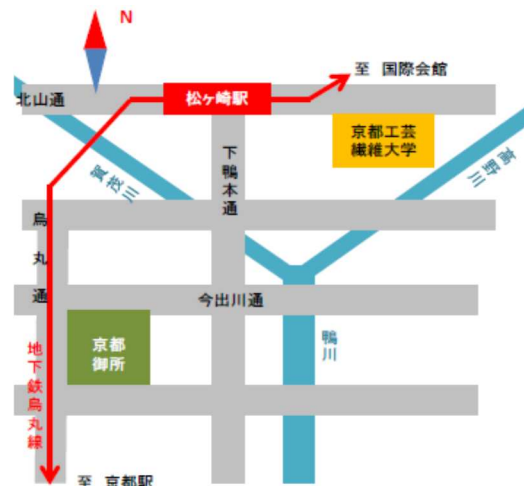 N
至 国際会館
北山通
松ヶ崎駅
京都工芸
繊維大学
下鴨本通
賀茂川
高野川
烏丸通
今出川通
京都
御所
鴨川
地下鉄烏丸線
至 京都駅